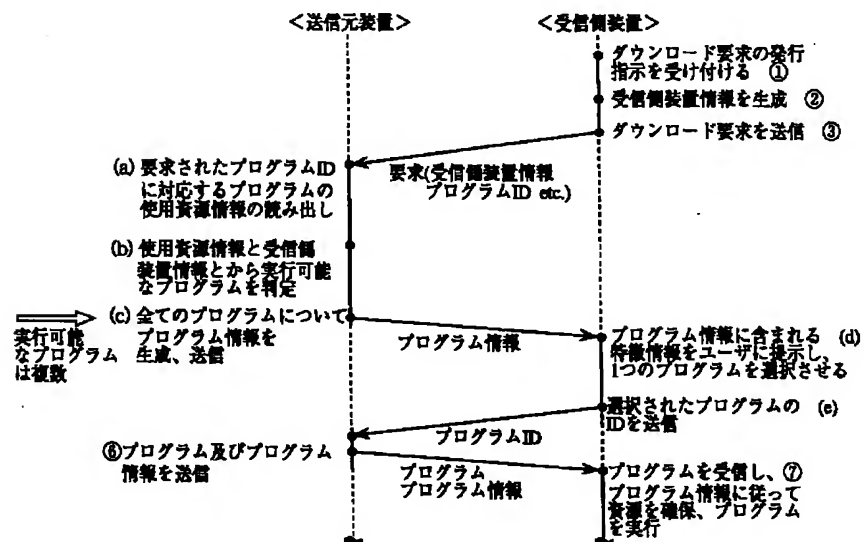 <送信元装置>
<受信側装置>
ダウンロード要求の発行
指示を受け付ける ①
受信側装置情報を生成 ②
ダウンロード要求を送信 ③
(a) 要求されたプログラムID
に対応するプログラムの
使用資源情報の読み出し
要求(受信側装置情報
プログラムID etc.)
(b) 使用資源情報と受信側
装置情報とから実行可能
なプログラムを判定
(c) 全てのプログラムについて
プログラム情報を
生成、送信
実行可能
なプログラム
は複数
プログラム情報
プログラム情報に含まれる (d)
特徴情報をユーザに提示し、
1つのプログラムを選択させる
選択されたプログラムの (e)
IDを送信
プログラムID
⑥プログラム及びプログラム
情報を送信
プログラム
プログラム情報
プログラムを受信し、⑦
プログラム情報に従って
資源を確保、プログラム
を実行